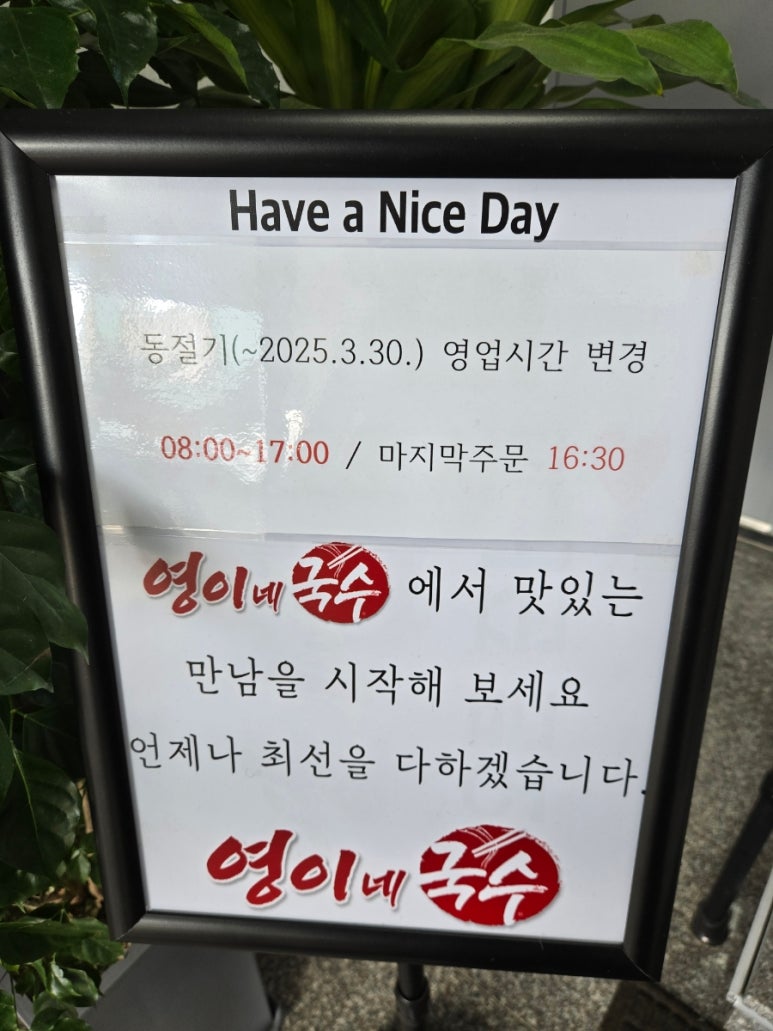 Have a Nice Day
동절기(~2025.3.30.) 영업시간 변경
08:00~17:00 / 마지막주문 16:30
영이네국수 에서 맛있는
만남을 시작해 보세요
언제나 최선을 다하겠습니다.
영이네국수